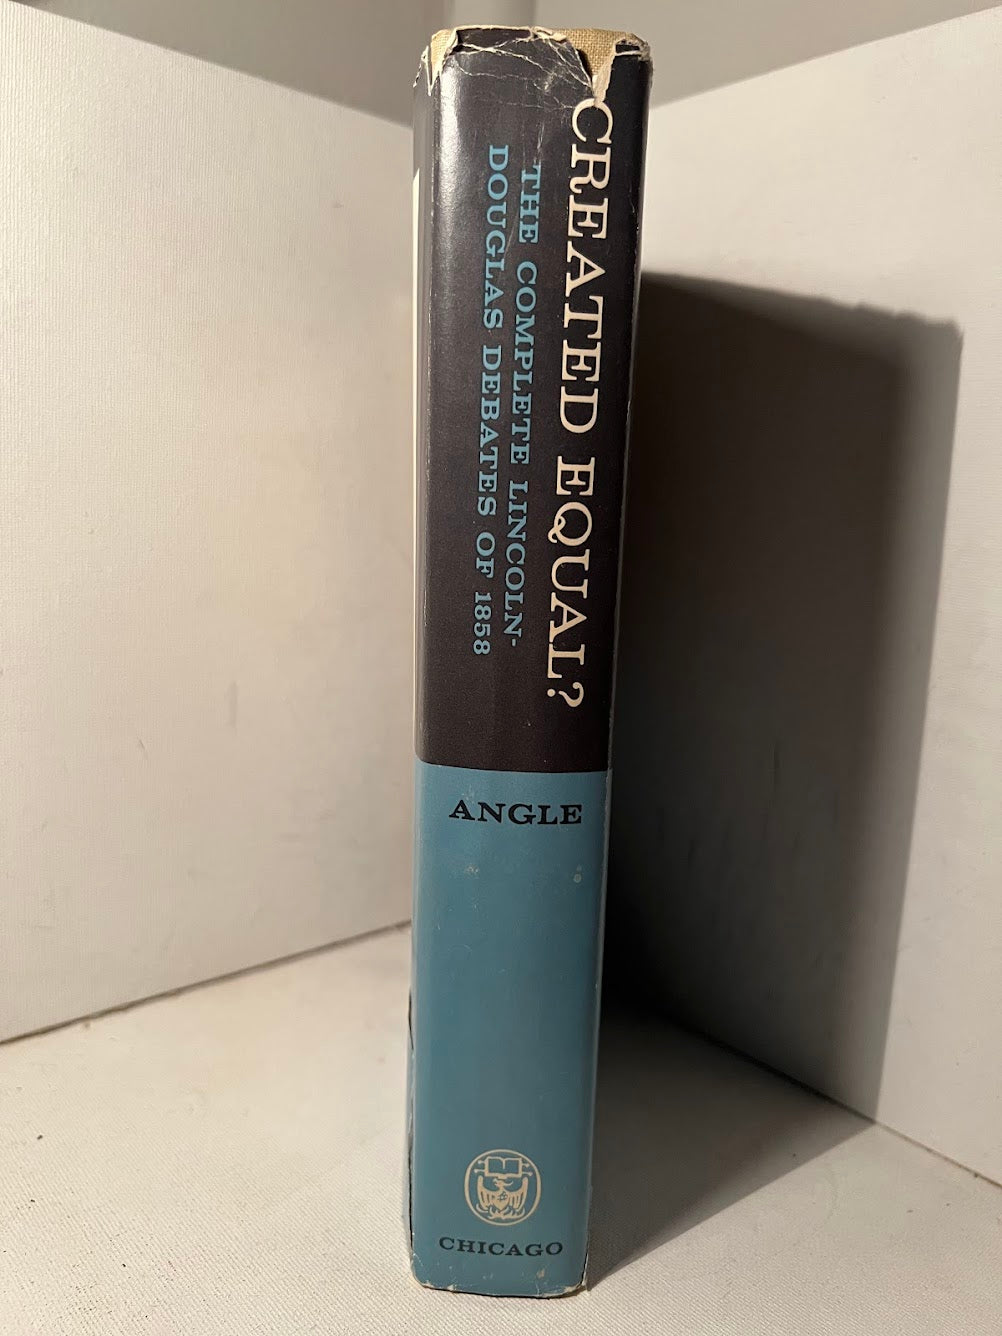 CREATED EQUAL?
THE COMPLETE LINCOLN-
DOUGLAS DEBATES OF 1858
ANGLE
CHICAGO